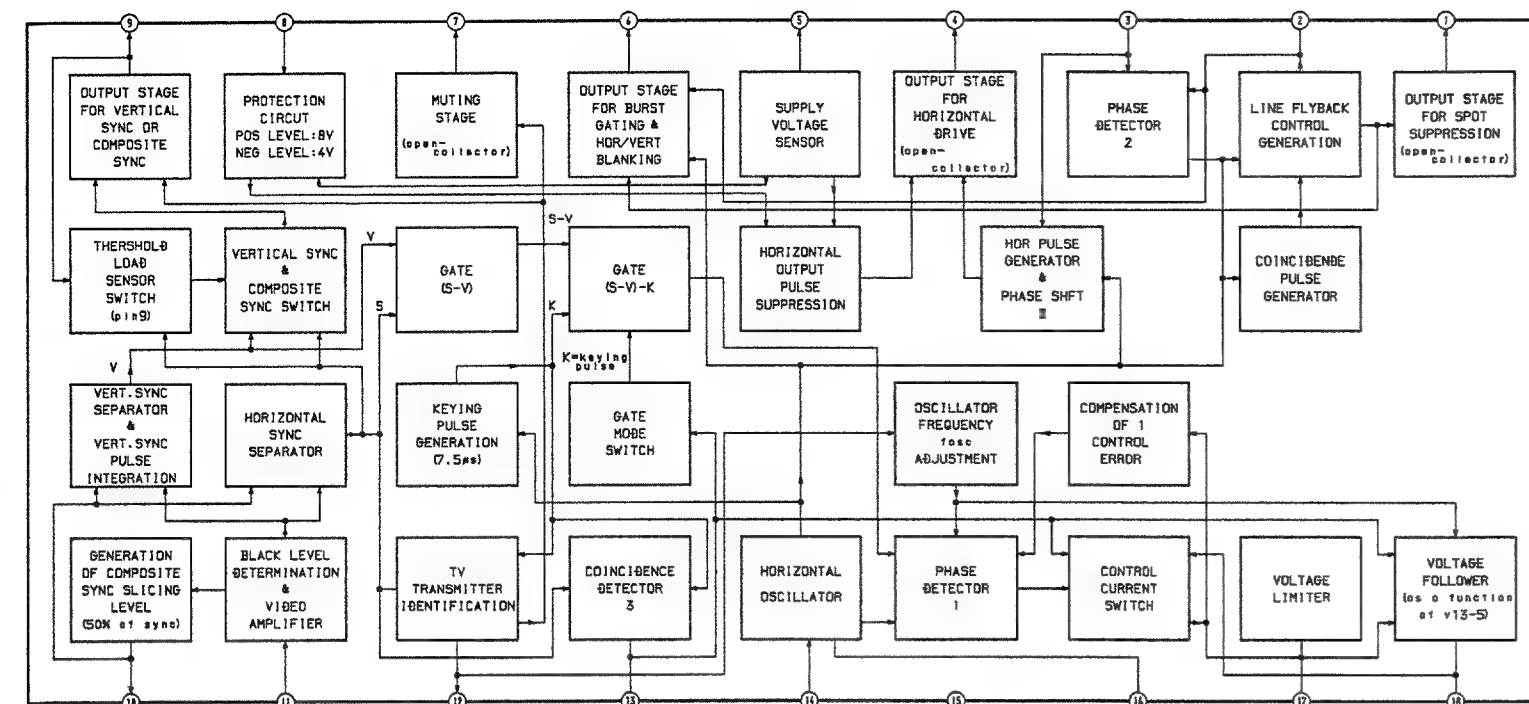 9
8
7
6
5
4
3
2
1
OUTPUT STAGE
FOR VERTICAL
SYNC OR
COMPOSITE
SYNC
PROTECTION
CIRCUT
POS LEVEL:8V
NEG LEVEL:4V
MUTING
STAGE
(open-
collector)
OUTPUT STAGE
FOR BURST
GATING &
HOR/VERT
BLANKING
SUPPLY
VOLTAGE
SENSOR
OUTPUT STAGE
FOR
HORIZONTAL
DRIVE
(open-
collector)
PHASE
DETECTOR
2
LINE FLYBACK
CONTROL
GENERATION
OUTPUT STAGE
FOR SPOT
SUPPRESSION
(open-
collector)
THERSHOLD
LOAD
SENSOR
SWITCH
(pin9)
VERTICAL SYNC
&
COMPOSITE
SYNC SWITCH
V
S
GATE
(S-V)
S-V
K
GATE
(S-V)-K
HORIZONTAL
OUTPUT
PULSE
SUPPRESSION
HOR PULSE
GENERATOR
&
PHASE SHFT
COINCIDENDE
PULSE
GENERATOR
V
K=keying
pulse
VERT.SYNC
SEPARATOR
&
VERT.SYNC
PULSE
INTEGRATION
HORIZONTAL
SYNC
SEPARATOR
KEYING
PULSE
GENERATION
(7.5µs)
GATE
MODE
SWITCH
OSCILLATOR
FREQUENCY
fosc
ADJUSTMENT
COMPENSATION
OF 1
CONTROL
ERROR
GENERATION
OF COMPOSITE
SYNC SLICING
LEVEL
(50% of sync)
BLACK LEVEL
DETERMINATION
&
VIDEO
AMPLIFIER
TV
TRANSMITTER
IDENTIFICATION
COINCIDENCE
DETECTOR
3
HORIZONTAL
OSCILLATOR
PHASE
DETECTOR
1
CONTROL
CURRENT
SWITCH
VOLTAGE
LIMITER
VOLTAGE
FOLLOWER
(as a function
of v13-5)
10
11
12
13
14
15
16
17
18